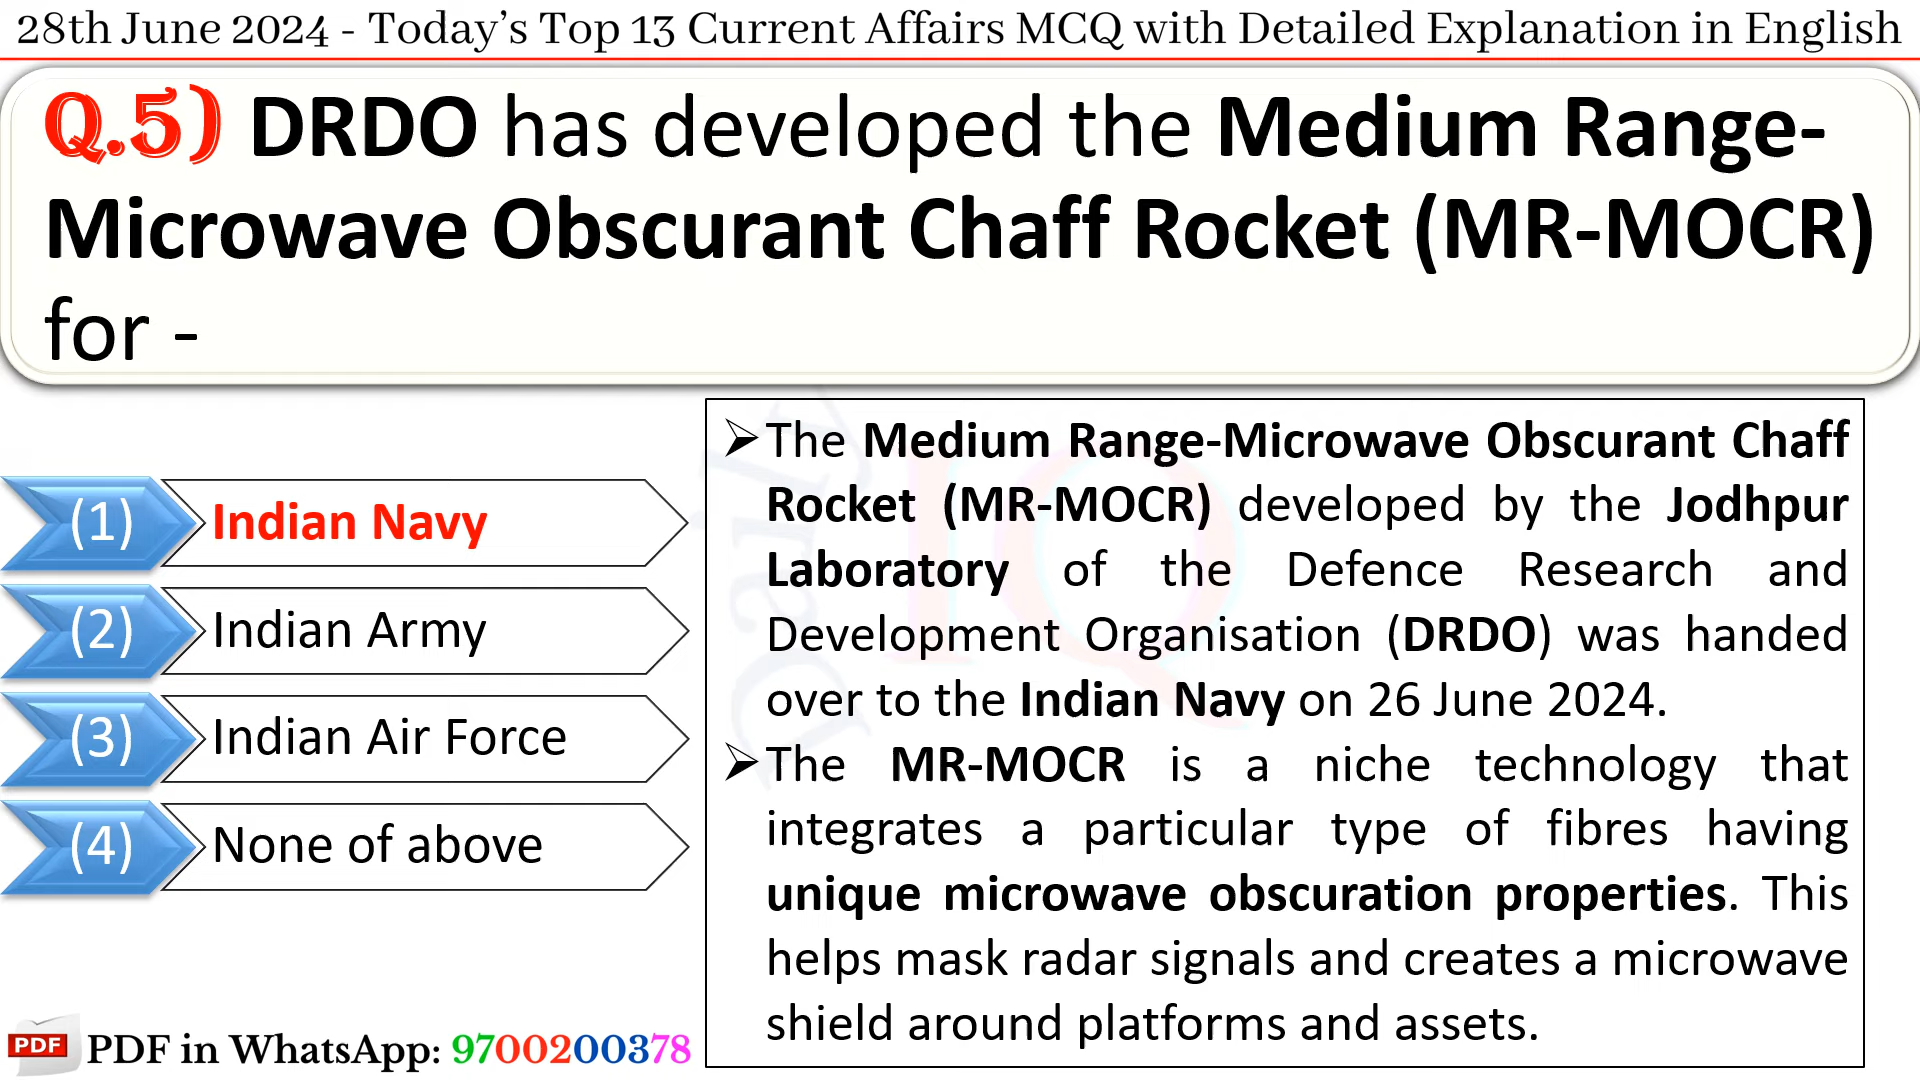 28th June 2024 - Today’s Top 13 Current Affairs MCQ with Detailed Explanation in English
Q.5) DRDO has developed the Medium Range-
Microwave Obscurant Chaff Rocket (MR-MOCR)
for -
(1) Indian Navy
(2) Indian Army
(3) Indian Air Force
(4) None of above
➢The Medium Range-Microwave Obscurant Chaff
Rocket (MR-MOCR) developed by the Jodhpur
Laboratory of the Defence Research and
Development Organisation (DRDO) was handed
over to the Indian Navy on 26 June 2024.
➢The MR-MOCR is a niche technology that
integrates a particular type of fibres having
unique microwave obscuration properties. This
helps mask radar signals and creates a microwave
shield around platforms and assets.
PDF PDF in WhatsApp: 9700200378
Daily
IQ